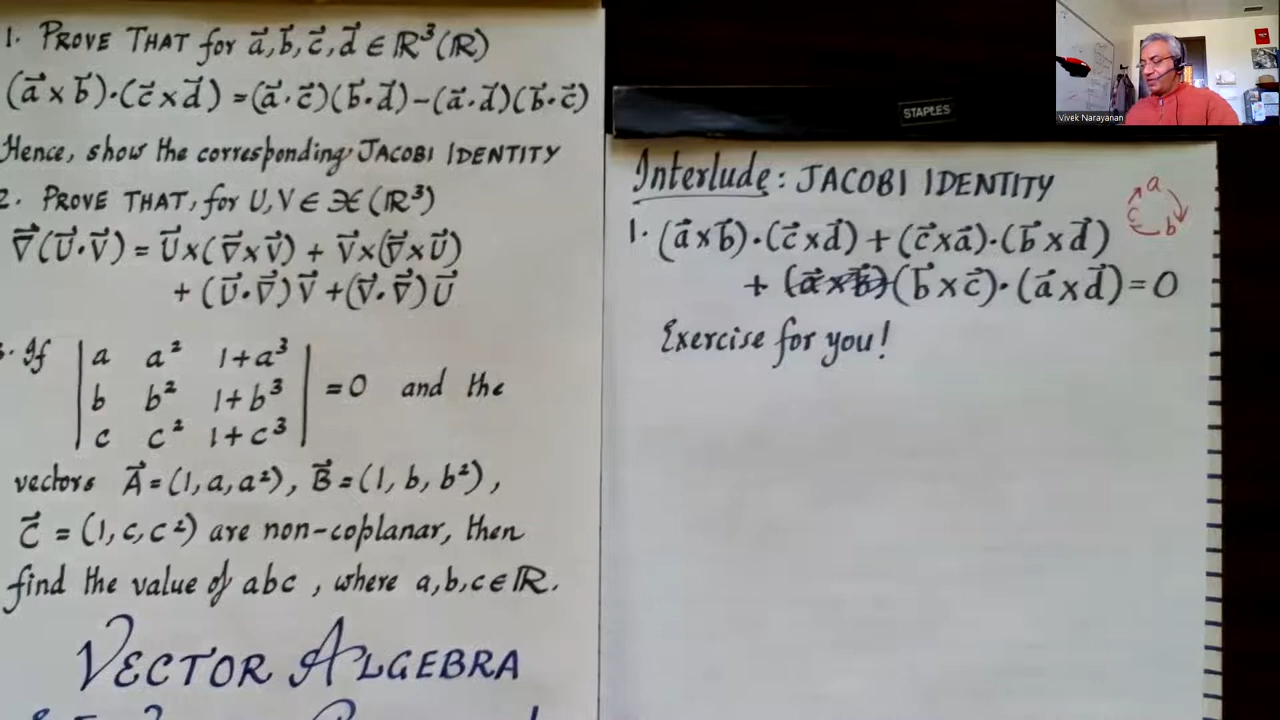 1. PROVE THAT for a⃗, b⃗, c⃗, d⃗ ∈ ℝ³(ℝ)
(a⃗ × b⃗)·(c⃗ × d⃗) = (a⃗·c⃗)(b⃗·d⃗) − (a⃗·d⃗)(b⃗·c⃗)
Hence, show the corresponding JACOBI IDENTITY
2. PROVE THAT, for U, V ∈ 𝔛(ℝ³)
∇⃗(U⃗·V⃗) = U⃗×(∇⃗×V⃗) + V⃗×(∇⃗×U⃗)
+ (U⃗·∇⃗)V⃗ + (V⃗·∇⃗)U⃗
3. If | a a² 1+a³ |
| b b² 1+b³ | = 0 and the
| c c² 1+c³ |
vectors A⃗ = (1, a, a²), B⃗ = (1, b, b²),
C⃗ = (1, c, c²) are non-coplanar, then
find the value of abc, where a, b, c ∈ ℝ.
VECTOR ALGEBRA
STAPLES
Vivek Narayanan
Interlude: JACOBI IDENTITY
a
c b
1. (a⃗×b⃗)·(c⃗×d⃗) + (c⃗×a⃗)·(b⃗×d⃗)
+ (b⃗×c⃗)·(a⃗×d⃗) = 0
Exercise for you!